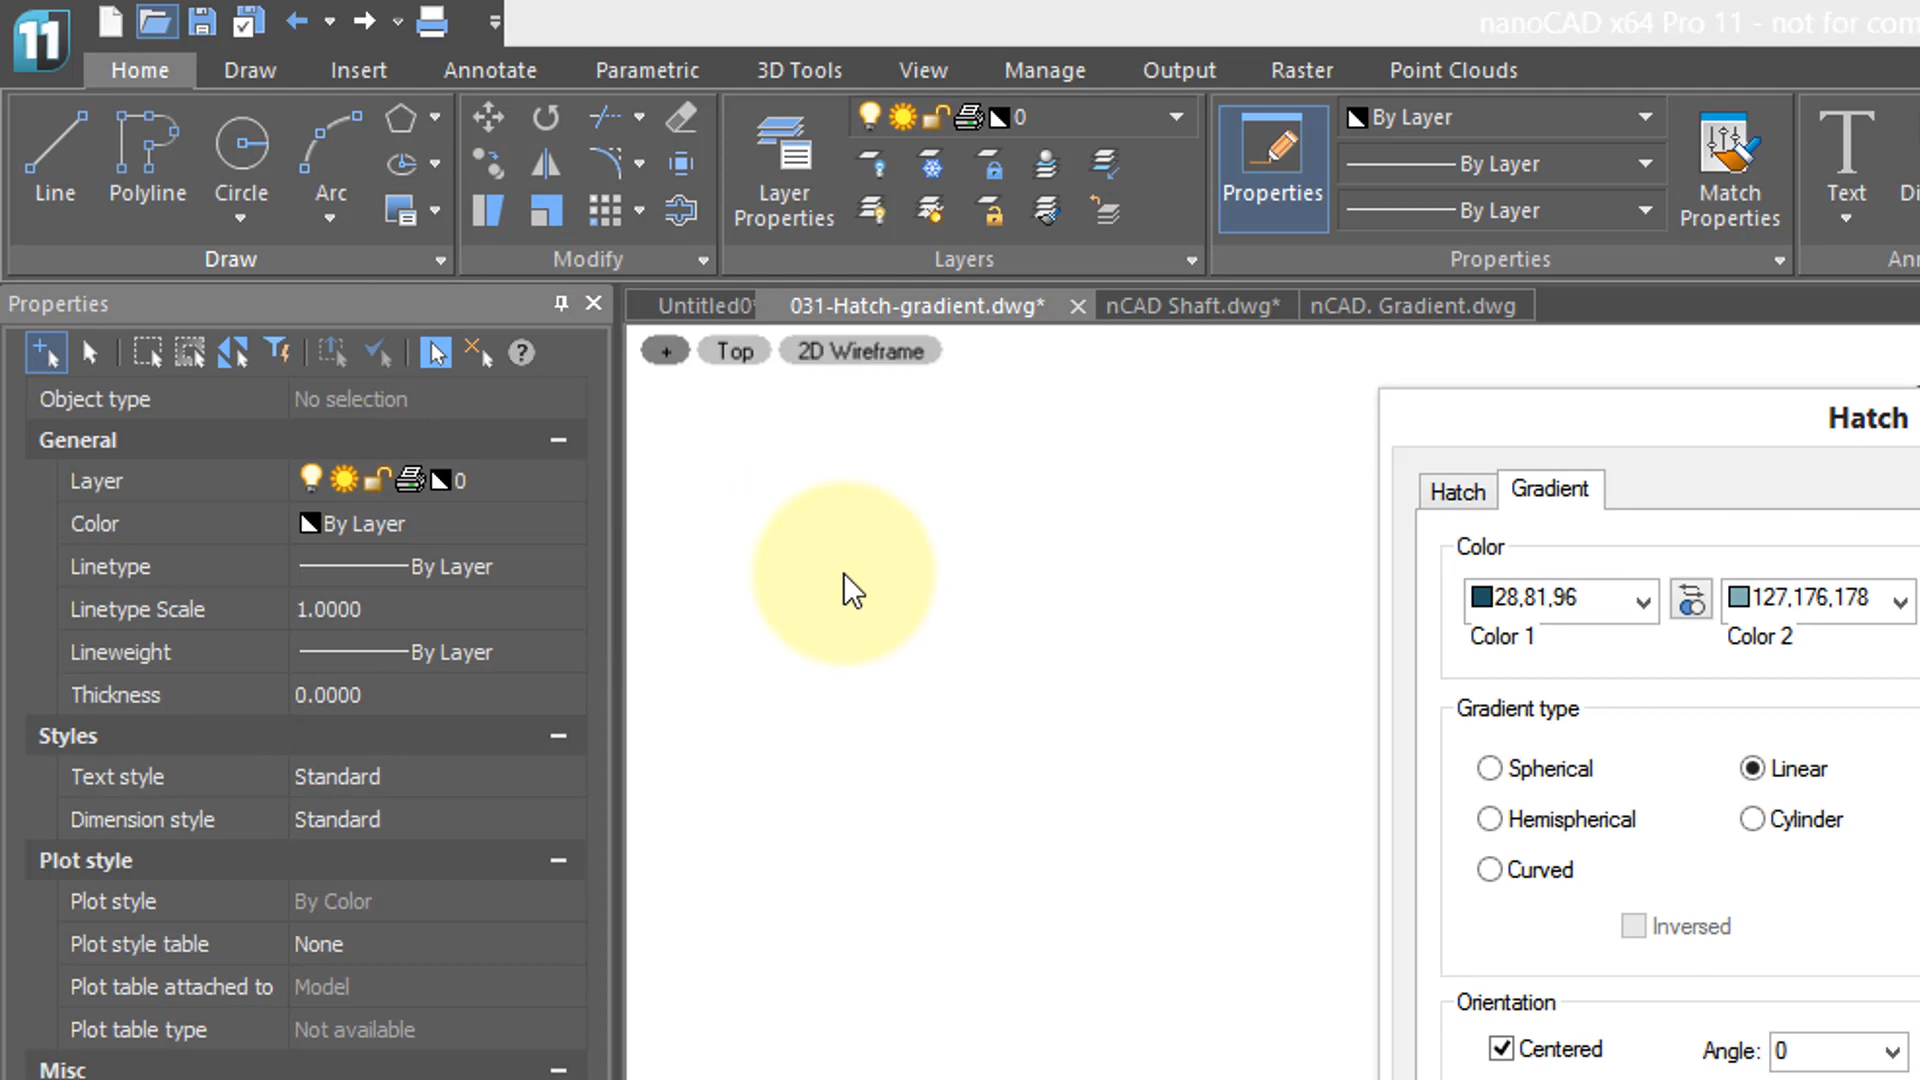 11
nanoCAD x64 Pro 11 - not for com
Home Draw Insert Annotate Parametric 3D Tools View Manage Output Raster Point Clouds
Line Polyline Circle Arc
Draw
Modify
Layer Properties
0
Layers
Properties
By Layer
By Layer
By Layer
Match Properties
Properties
Text
Di
An
Properties
Untitled0* 031-Hatch-gradient.dwg* nCAD Shaft.dwg* nCAD. Gradient.dwg
+ Top 2D Wireframe
Object type No selection
General
Layer 0
Color By Layer
Linetype By Layer
Linetype Scale 1.0000
Lineweight By Layer
Thickness 0.0000
Styles
Text style Standard
Dimension style Standard
Plot style
Plot style By Color
Plot style table None
Plot table attached to Model
Plot table type Not available
Misc
Hatch
Hatch Gradient
Color
28,81,96 127,176,178
Color 1 Color 2
Gradient type
Spherical Linear
Hemispherical Cylinder
Curved
Inversed
Orientation
Centered Angle: 0